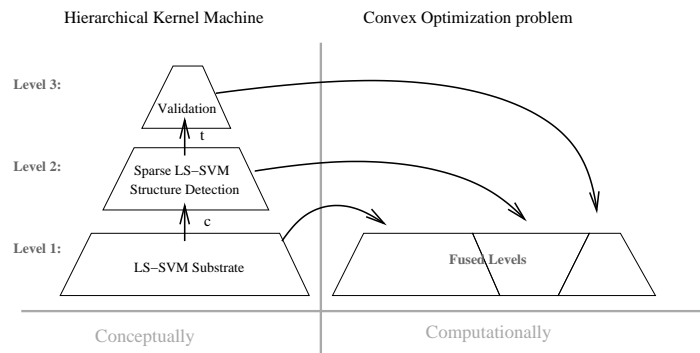 Hierarchical Kernel Machine
Convex Optimization problem
Level 3:
Validation
t
Level 2:
Sparse LS−SVM
Structure Detection
c
Level 1:
LS−SVM Substrate
Fused Levels
Conceptually
Computationally